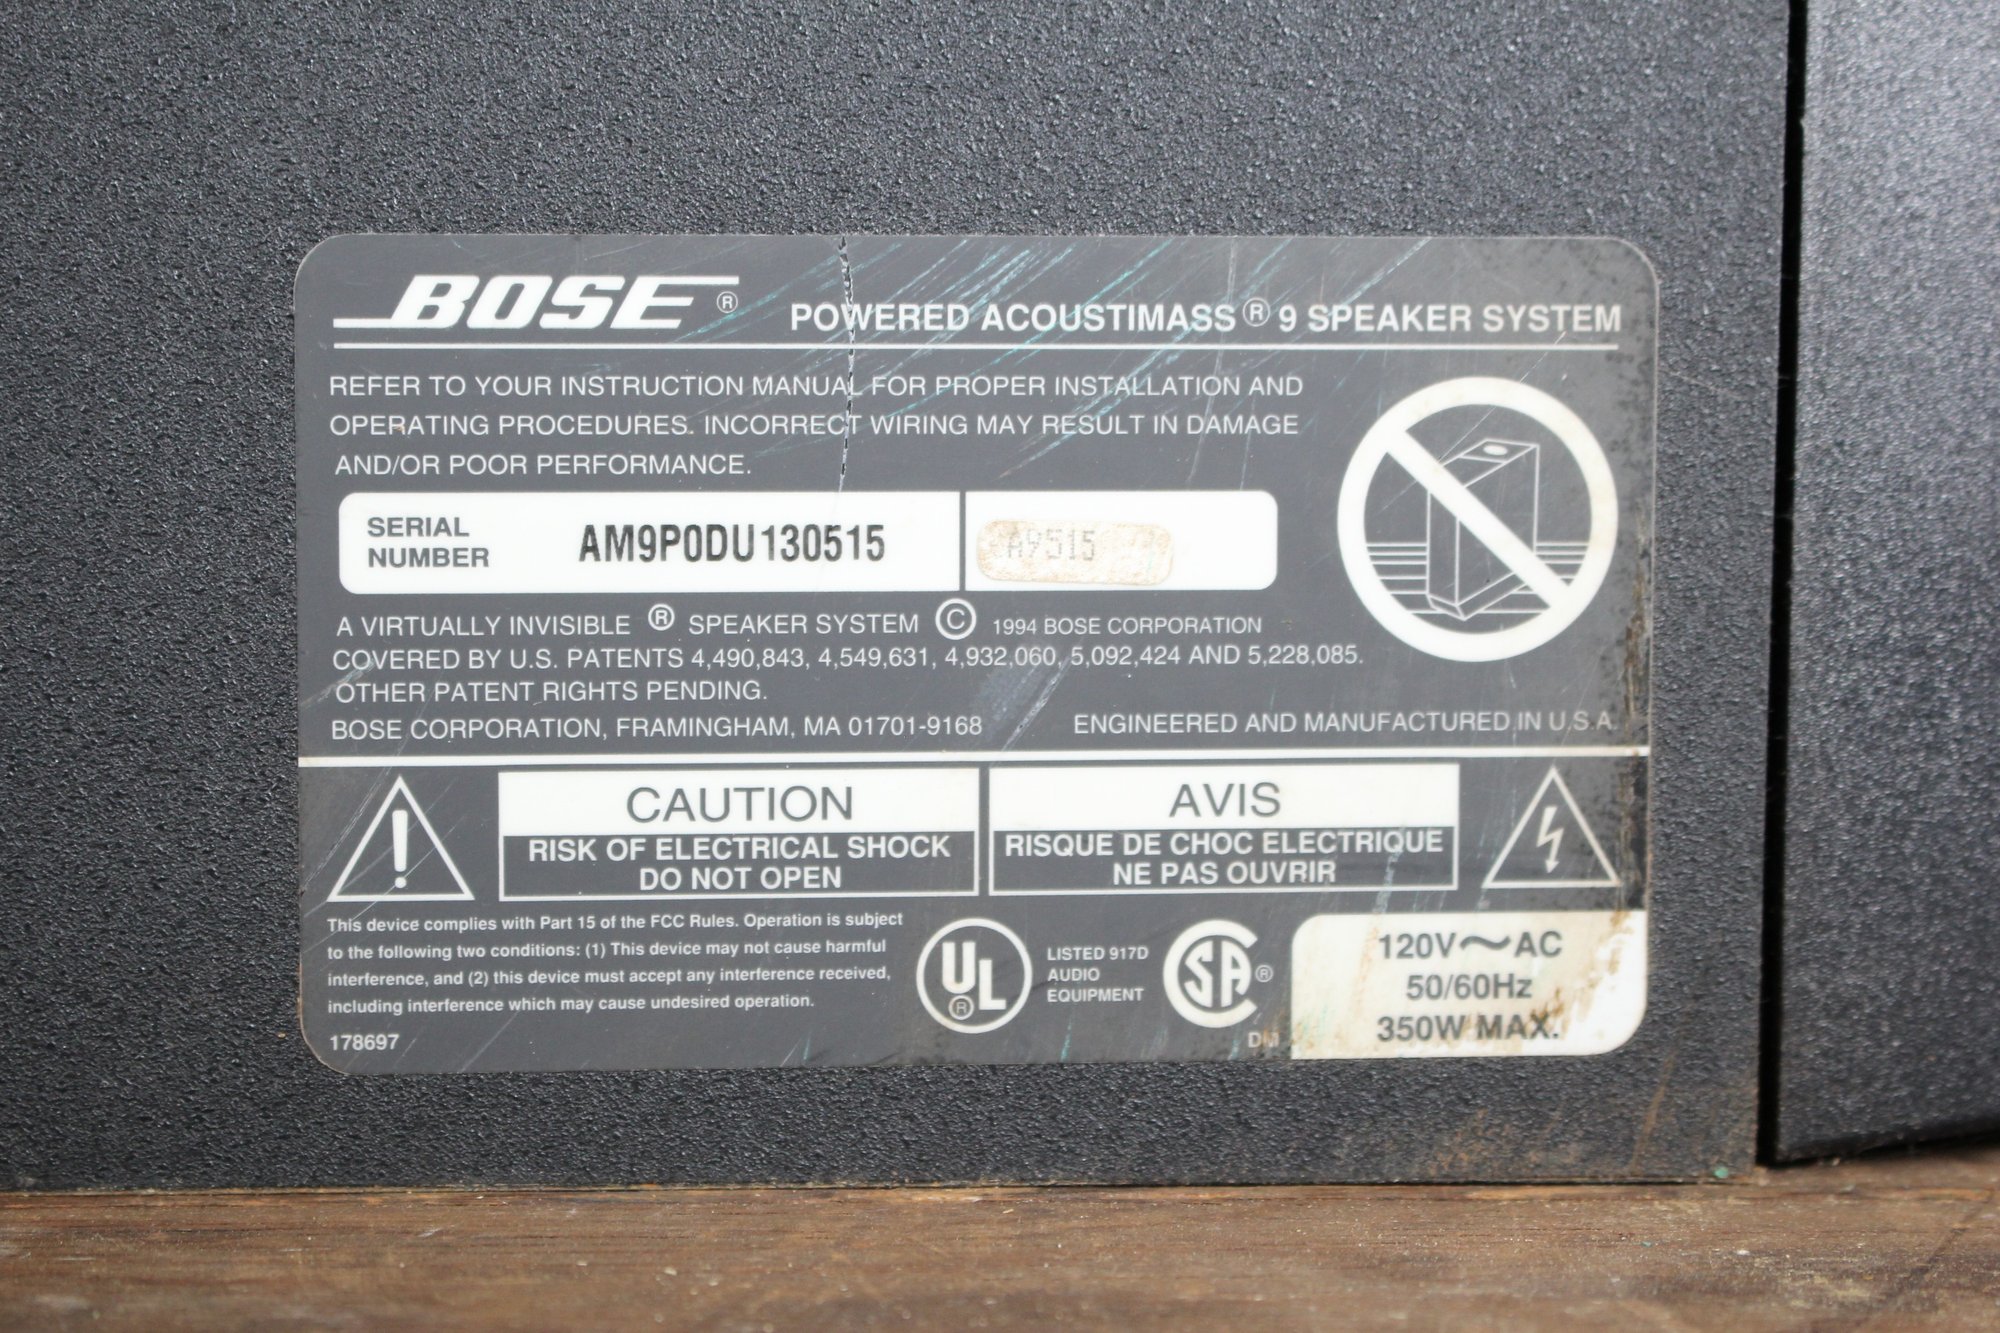 BOSE®
POWERED ACOUSTIMASS® 9 SPEAKER SYSTEM
REFER TO YOUR INSTRUCTION MANUAL FOR PROPER INSTALLATION AND
OPERATING PROCEDURES. INCORRECT WIRING MAY RESULT IN DAMAGE
AND/OR POOR PERFORMANCE.
SERIAL
NUMBER
AM9P0DU130515
A9515
A VIRTUALLY INVISIBLE ® SPEAKER SYSTEM © 1994 BOSE CORPORATION
COVERED BY U.S. PATENTS 4,490,843, 4,549,631, 4,932,060, 5,092,424 AND 5,228,085.
OTHER PATENT RIGHTS PENDING.
BOSE CORPORATION, FRAMINGHAM, MA 01701-9168
ENGINEERED AND MANUFACTURED IN U.S.A.
CAUTION
RISK OF ELECTRICAL SHOCK
DO NOT OPEN
AVIS
RISQUE DE CHOC ELECTRIQUE
NE PAS OUVRIR
This device complies with Part 15 of the FCC Rules. Operation is subject
to the following two conditions: (1) This device may not cause harmful
interference, and (2) this device must accept any interference received,
including interference which may cause undesired operation.
178697
UL®
LISTED 917D
AUDIO
EQUIPMENT
SA®
DM
120V~AC
50/60Hz
350W MAX.